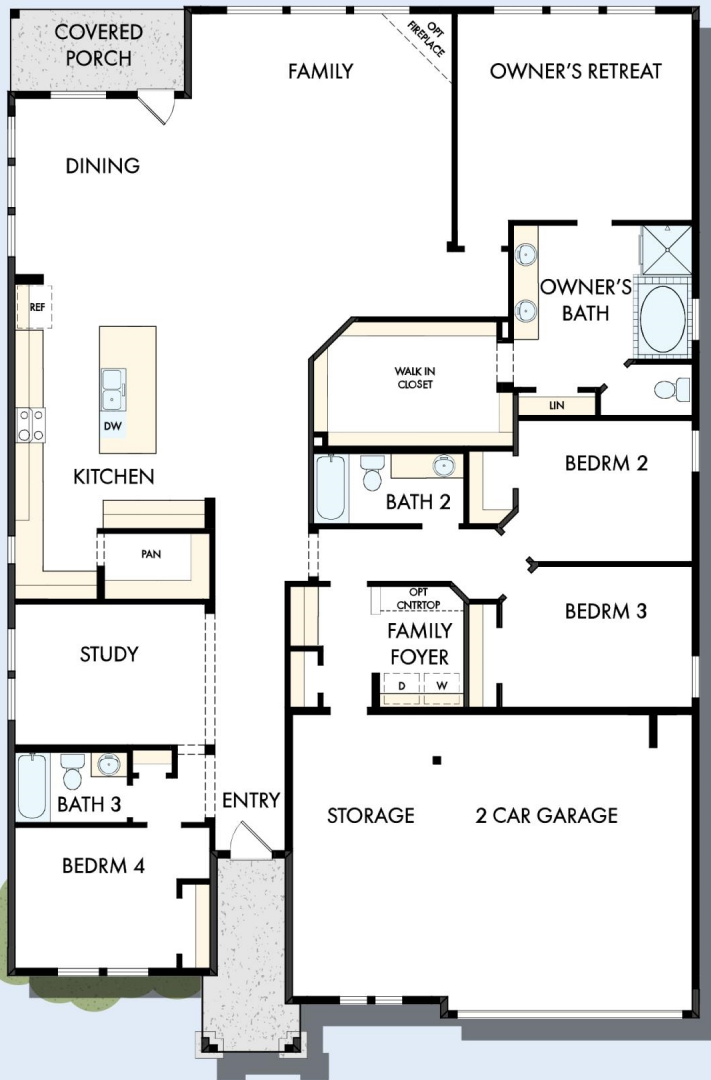 COVERED
PORCH
OPT
FIREPLACE
FAMILY
OWNER'S RETREAT
DINING
OWNER'S
BATH
REF
WALK IN
CLOSET
DW
LIN
KITCHEN
BEDRM 2
BATH 2
PAN
OPT
CNTRTOP
BEDRM 3
FAMILY
FOYER
STUDY
D
W
BATH 3
ENTRY
STORAGE
2 CAR GARAGE
BEDRM 4